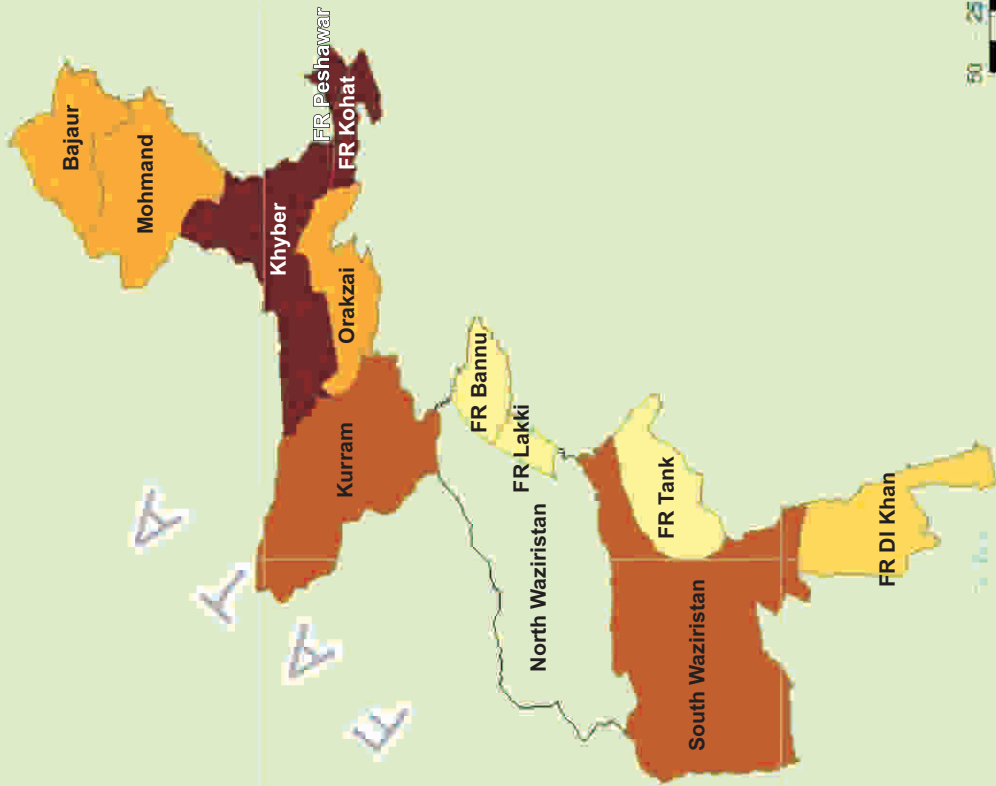 FATA
Bajaur
Mohmand
Khyber
FR Peshawar
FR Kohat
Orakzai
Kurram
FR Bannu
FR Lakki
North Waziristan
FR Tank
South Waziristan
FR DI Khan
50 25